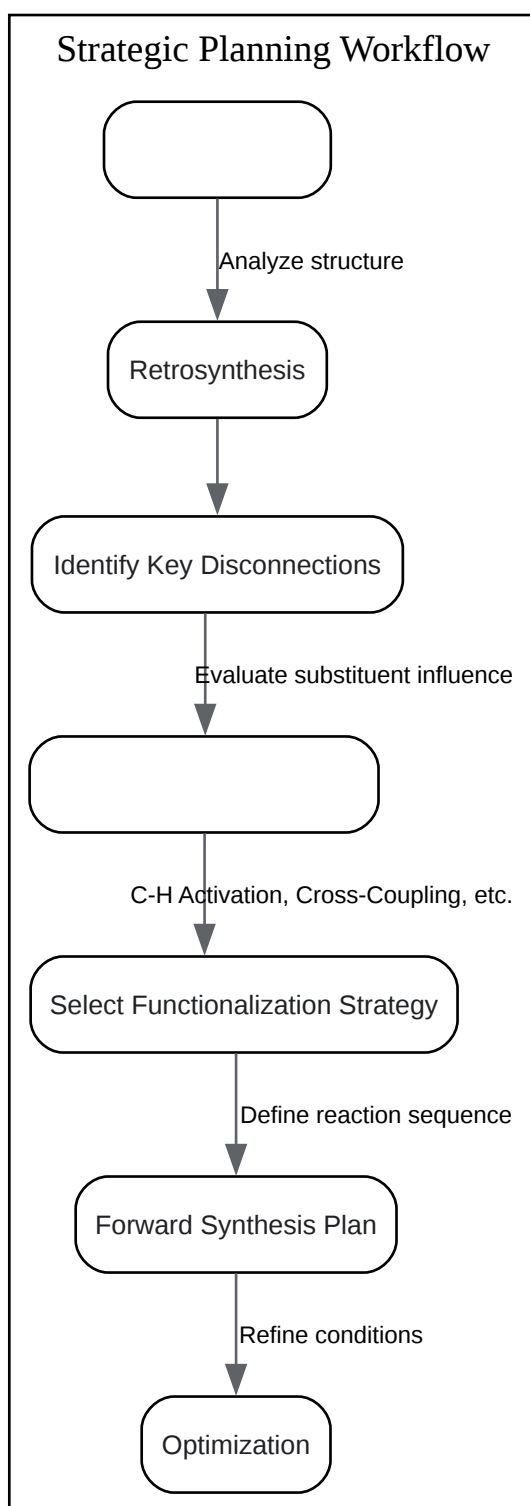 Strategic Planning Workflow
Analyze structure
Retrosynthesis
Identify Key Disconnections
Evaluate substituent influence
C-H Activation, Cross-Coupling, etc.
Select Functionalization Strategy
Define reaction sequence
Forward Synthesis Plan
Refine conditions
Optimization